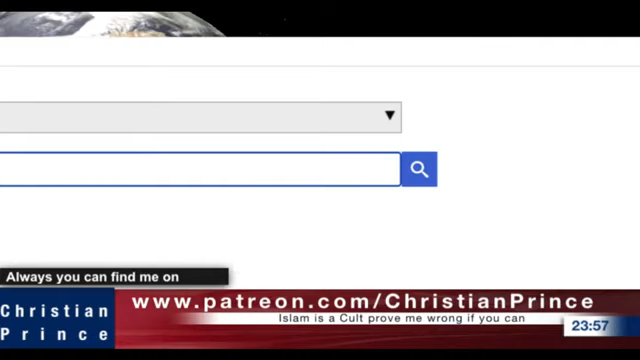 Always you can find me on
www.patreon.com/ChristianPrince
Christian
Prince
Islam is a Cult prove me wrong if you can
23:57